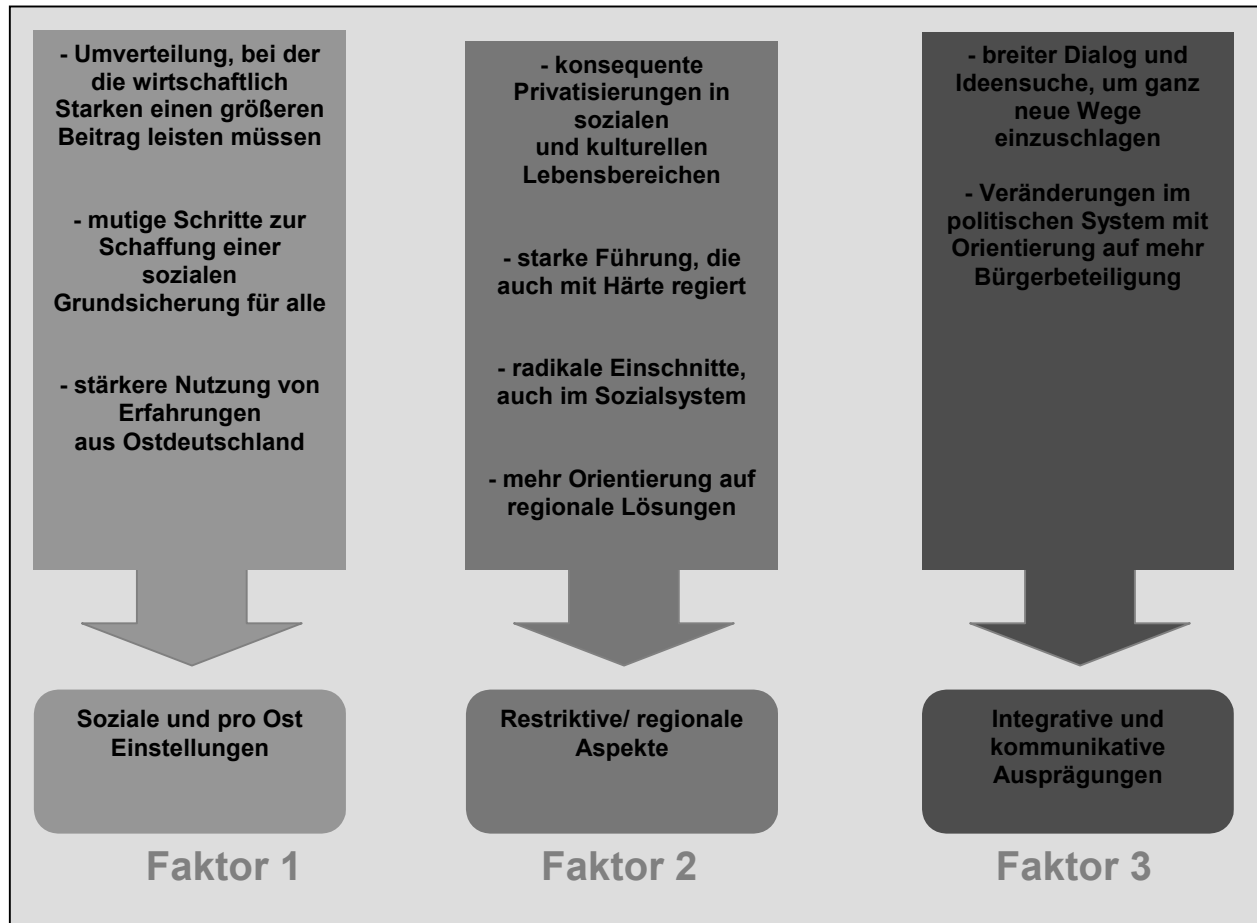 - Umverteilung, bei der
die wirtschaftlich
Starken einen größeren
Beitrag leisten müssen
- mutige Schritte zur
Schaffung einer
sozialen
Grundsicherung für alle
- stärkere Nutzung von
Erfahrungen
aus Ostdeutschland
Soziale und pro Ost
Einstellungen
Faktor 1
- konsequente
Privatisierungen in
sozialen
und kulturellen
Lebensbereichen
- starke Führung, die
auch mit Härte regiert
- radikale Einschnitte,
auch im Sozialsystem
- mehr Orientierung auf
regionale Lösungen
Restriktive/ regionale
Aspekte
Faktor 2
- breiter Dialog und
Ideensuche, um ganz
neue Wege
einzuschlagen
- Veränderungen im
politischen System mit
Orientierung auf mehr
Bürgerbeteiligung
Integrative und
kommunikative
Ausprägungen
Faktor 3